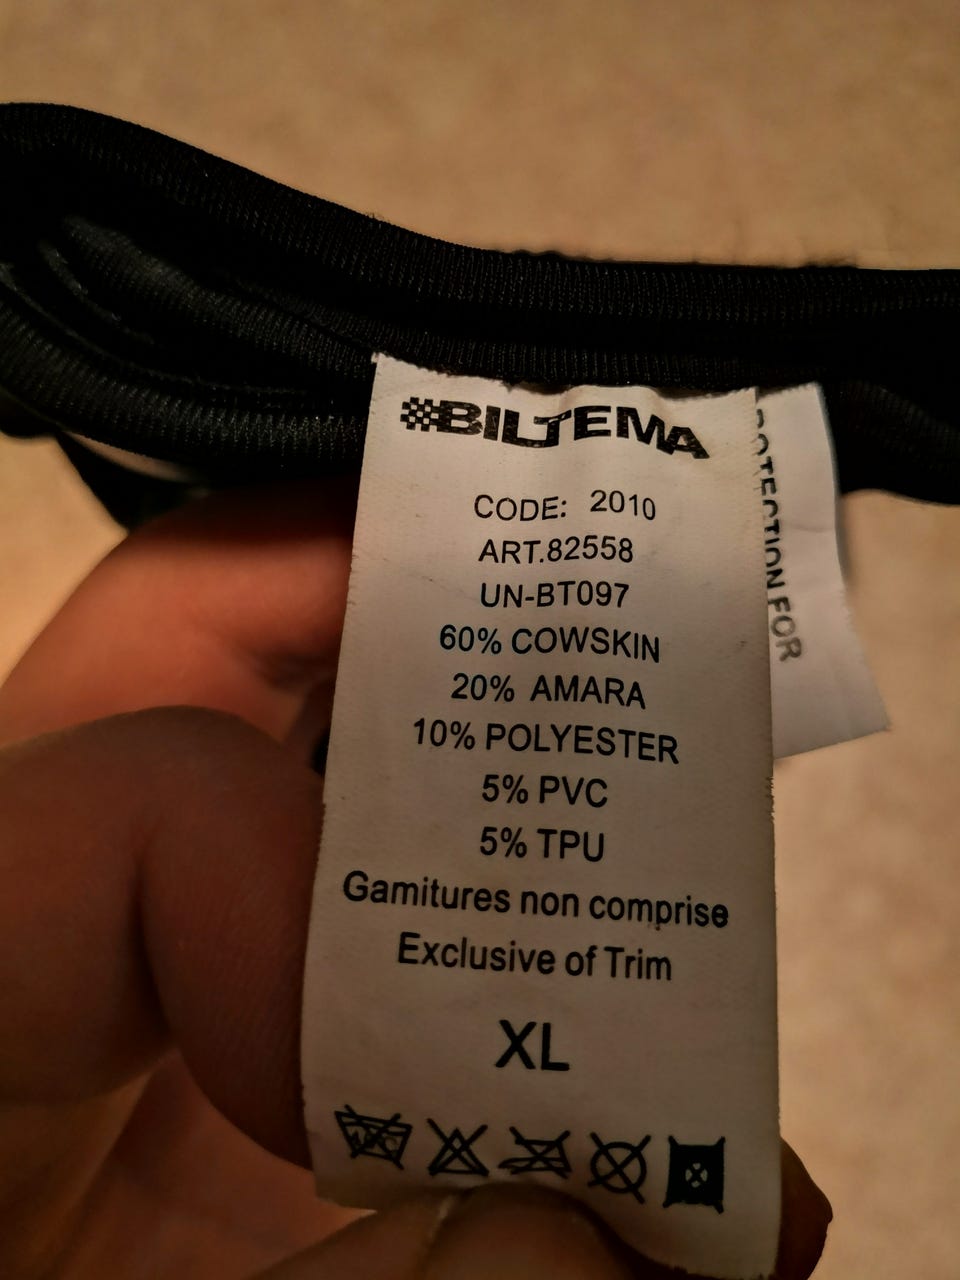 #BILTEMA
CODE: 2010
ART.82558
UN-BT097
60% COWSKIN
20% AMARA
10% POLYESTER
5% PVC
5% TPU
Gamitures non comprise
Exclusive of Trim
XL
FOR